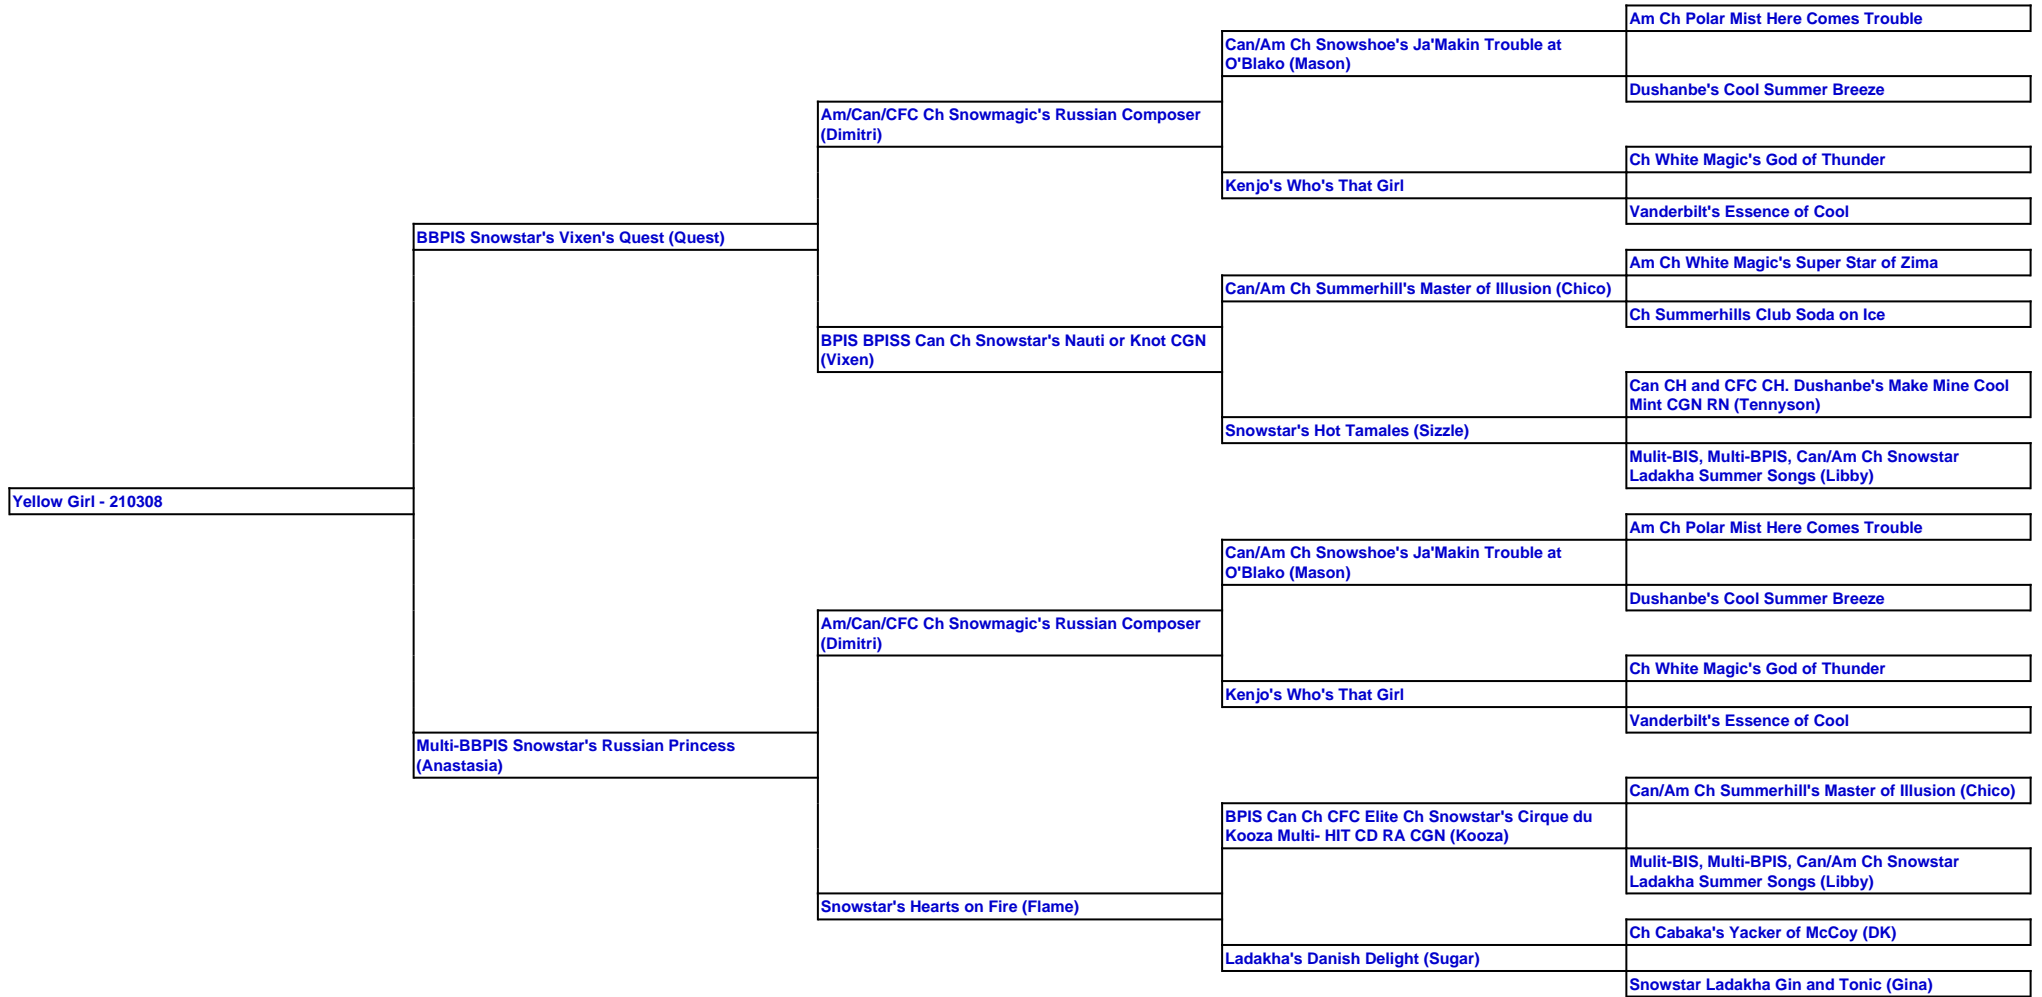 Am Ch Polar Mist Here Comes Trouble
Can/Am Ch Snowshoe's Ja'Makin Trouble at
O'Blako (Mason)
Dushanbe's Cool Summer Breeze
Am/Can/CFC Ch Snowmagic's Russian Composer
(Dimitri)
Ch White Magic's God of Thunder
Kenjo's Who's That Girl
Vanderbilt's Essence of Cool
BBPIS Snowstar's Vixen's Quest (Quest)
Am Ch White Magic's Super Star of Zima
Can/Am Ch Summerhill's Master of Illusion (Chico)
Ch Summerhills Club Soda on Ice
BPIS BPISS Can Ch Snowstar's Nauti or Knot CGN
(Vixen)
Can CH and CFC CH. Dushanbe's Make Mine Cool
Mint CGN RN (Tennyson)
Snowstar's Hot Tamales (Sizzle)
Mulit-BIS, Multi-BPIS, Can/Am Ch Snowstar
Ladakha Summer Songs (Libby)
Yellow Girl - 210308
Am Ch Polar Mist Here Comes Trouble
Can/Am Ch Snowshoe's Ja'Makin Trouble at
O'Blako (Mason)
Dushanbe's Cool Summer Breeze
Am/Can/CFC Ch Snowmagic's Russian Composer
(Dimitri)
Ch White Magic's God of Thunder
Kenjo's Who's That Girl
Vanderbilt's Essence of Cool
Multi-BBPIS Snowstar's Russian Princess
(Anastasia)
Can/Am Ch Summerhill's Master of Illusion (Chico)
BPIS Can Ch CFC Elite Ch Snowstar's Cirque du
Kooza Multi- HIT CD RA CGN (Kooza)
Mulit-BIS, Multi-BPIS, Can/Am Ch Snowstar
Ladakha Summer Songs (Libby)
Snowstar's Hearts on Fire (Flame)
Ch Cabaka's Yacker of McCoy (DK)
Ladakha's Danish Delight (Sugar)
Snowstar Ladakha Gin and Tonic (Gina)